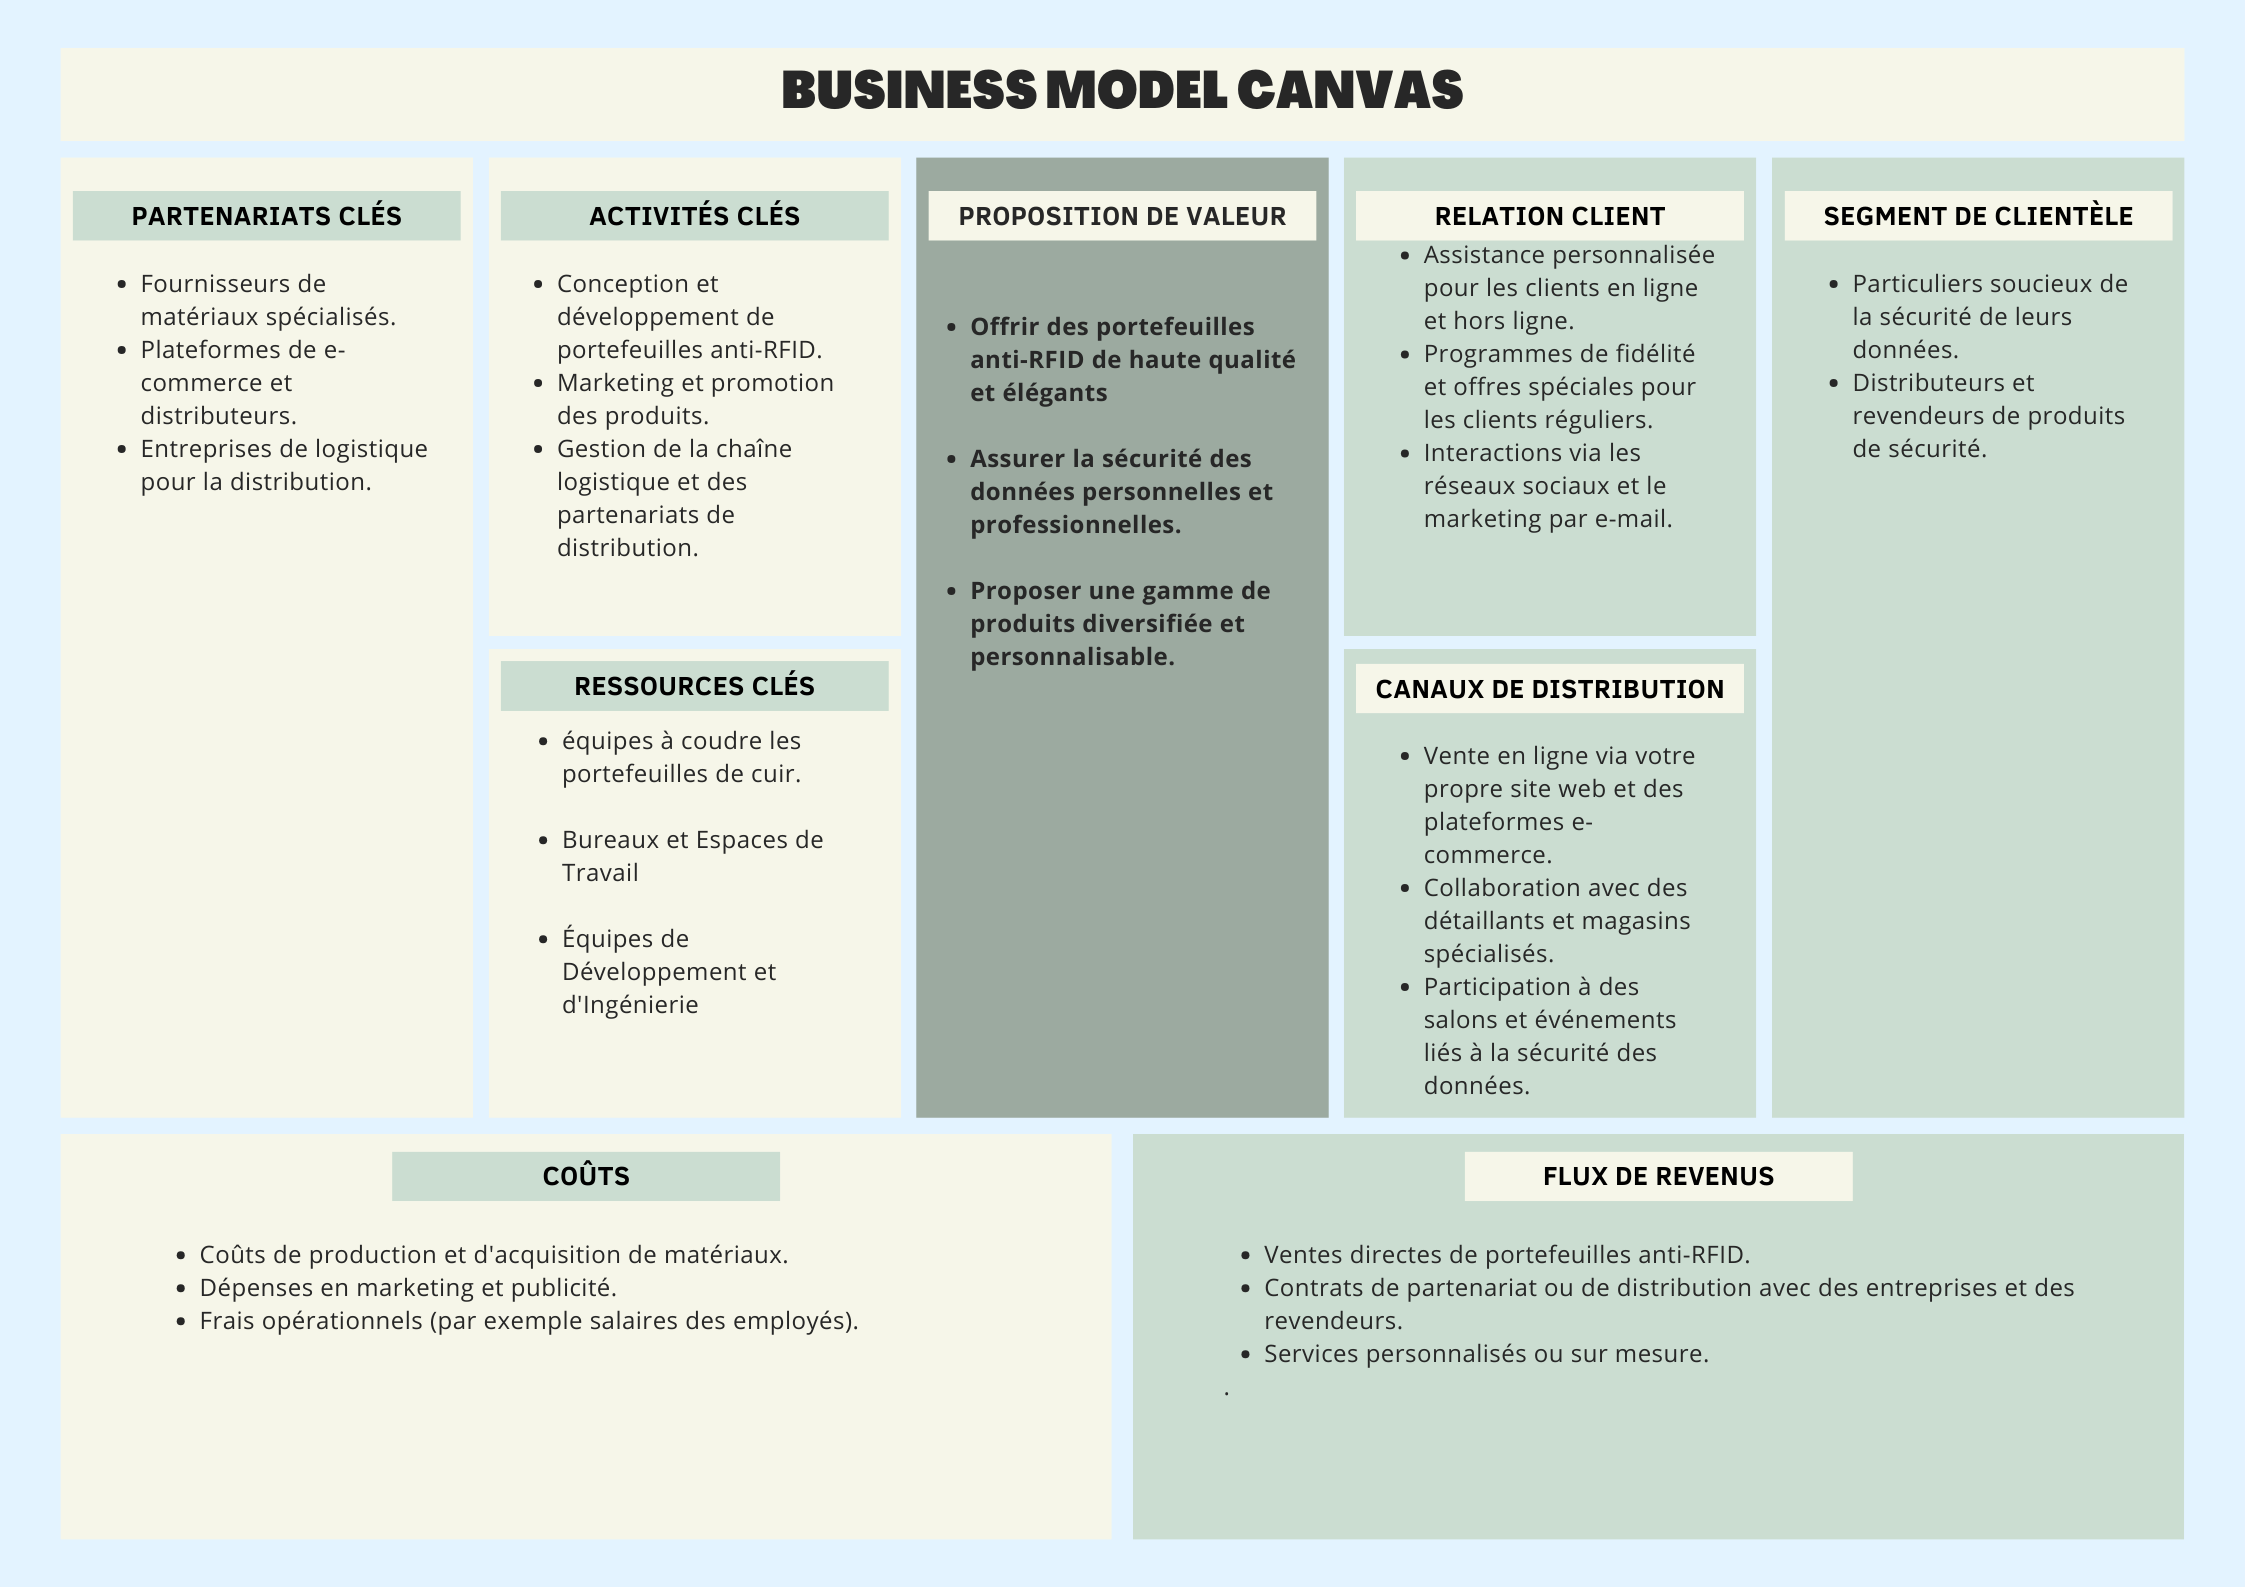 BUSINESS MODEL CANVAS
PARTENARIATS CLÉS
• Fournisseurs de
matériaux spécialisés.
• Plateformes de e-
commerce et
distributeurs.
• Entreprises de logistique
pour la distribution.
ACTIVITÉS CLÉS
• Conception et
développement de
portefeuilles anti-RFID.
• Marketing et promotion
des produits.
• Gestion de la chaîne
logistique et des
partenariats de
distribution.
RESSOURCES CLÉS
• équipes à coudre les
portefeuilles de cuir.
• Bureaux et Espaces de
Travail
• Équipes de
Développement et
d'Ingénierie
PROPOSITION DE VALEUR
• Offrir des portefeuilles
anti-RFID de haute qualité
et élégants
• Assurer la sécurité des
données personnelles et
professionnelles.
• Proposer une gamme de
produits diversifiée et
personnalisable.
RELATION CLIENT
• Assistance personnalisée
pour les clients en ligne
et hors ligne.
• Programmes de fidélité
et offres spéciales pour
les clients réguliers.
• Interactions via les
réseaux sociaux et le
marketing par e-mail.
CANAUX DE DISTRIBUTION
• Vente en ligne via votre
propre site web et des
plateformes e-
commerce.
• Collaboration avec des
détaillants et magasins
spécialisés.
• Participation à des
salons et événements
liés à la sécurité des
données.
SEGMENT DE CLIENTÈLE
• Particuliers soucieux de
la sécurité de leurs
données.
• Distributeurs et
revendeurs de produits
de sécurité.
COÛTS
• Coûts de production et d'acquisition de matériaux.
• Dépenses en marketing et publicité.
• Frais opérationnels (par exemple salaires des employés).
FLUX DE REVENUS
• Ventes directes de portefeuilles anti-RFID.
• Contrats de partenariat ou de distribution avec des entreprises et des
revendeurs.
• Services personnalisés ou sur mesure.
.